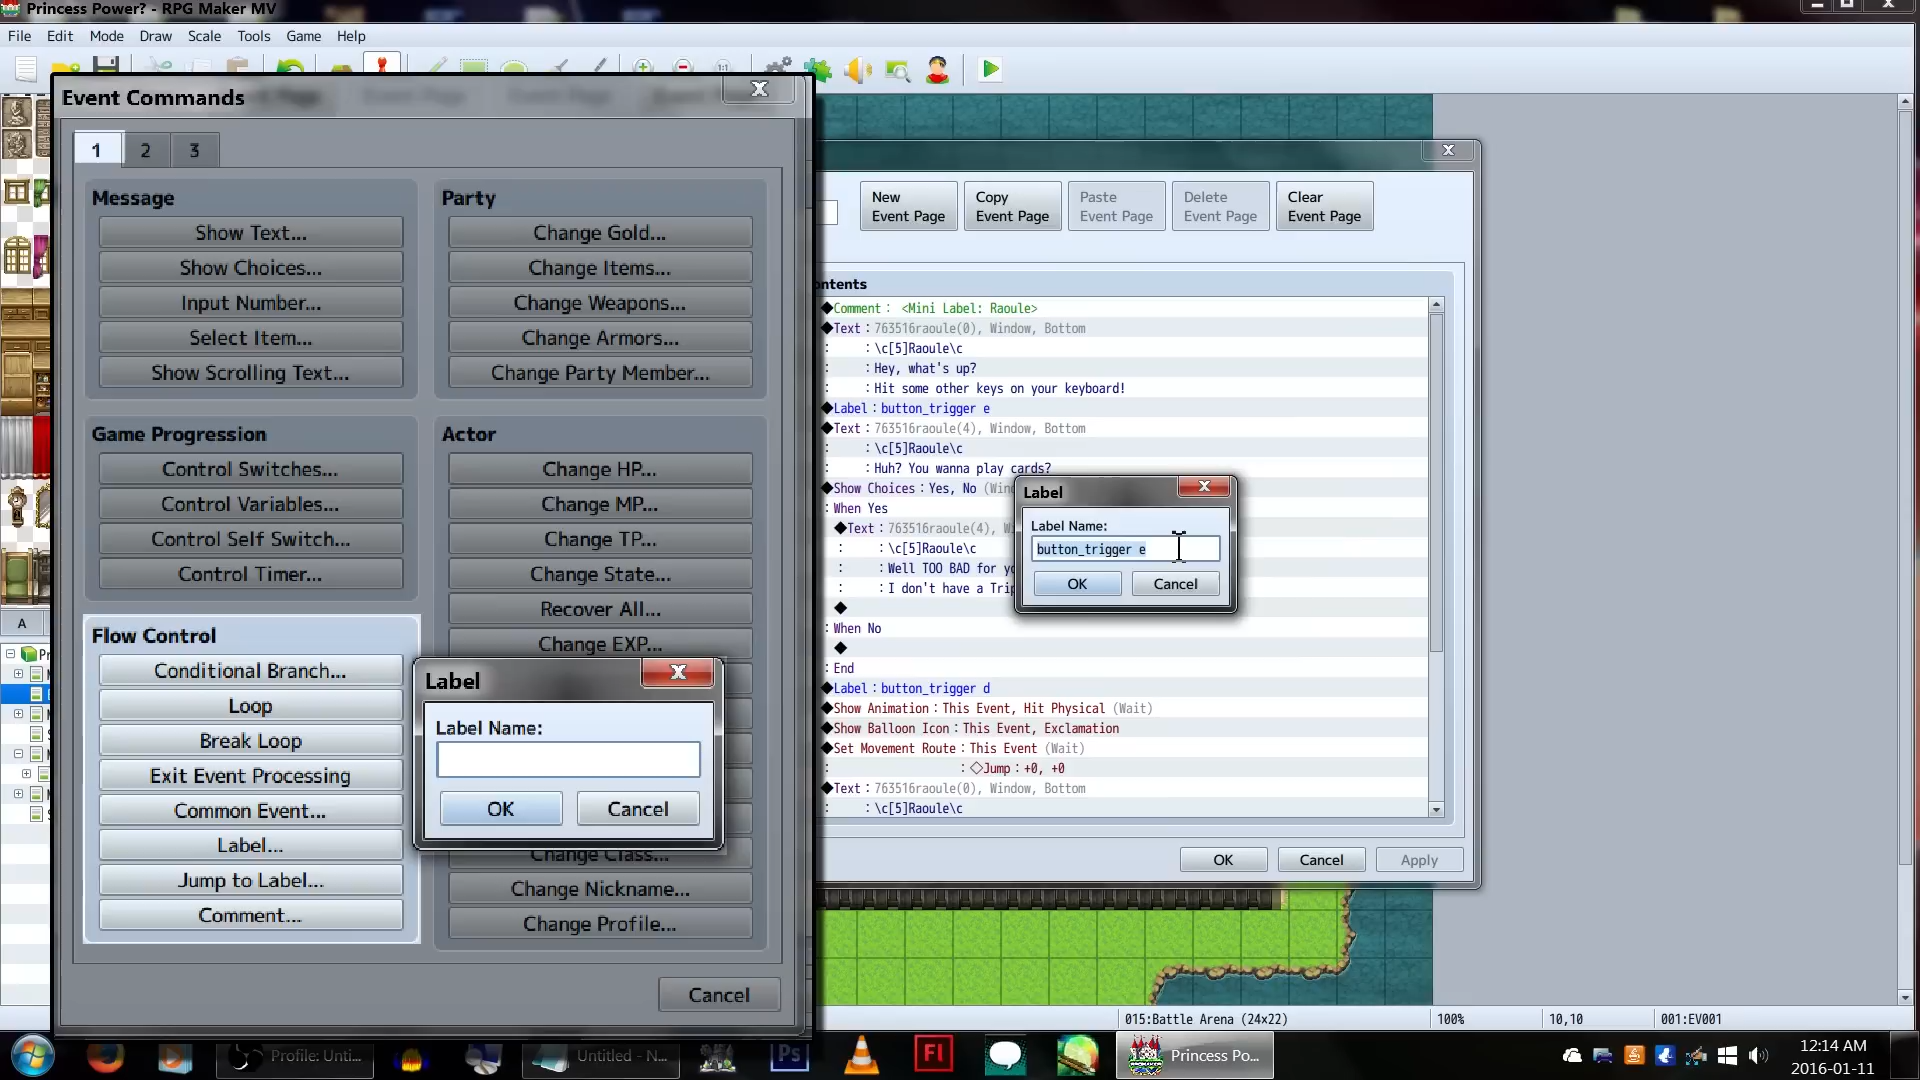 Princess Power? - RPG Maker MV
File Edit Mode Draw Scale Tools Game Help
Event Commands
1 2 3
Message
Show Text...
Show Choices...
Input Number...
Select Item...
Show Scrolling Text...
Party
Change Gold...
Change Items...
Change Weapons...
Change Armors...
Change Party Member...
Game Progression
Control Switches...
Control Variables...
Control Self Switch...
Control Timer...
Actor
Change HP...
Change MP...
Change TP...
Change State...
Recover All...
Change EXP...
Change Class...
Change Nickname...
Change Profile...
Flow Control
Conditional Branch...
Loop
Break Loop
Exit Event Processing
Common Event...
Label...
Jump to Label...
Comment...
Cancel
Label
Label Name:
OK Cancel
New Event Page
Copy Event Page
Paste Event Page
Delete Event Page
Clear Event Page
ontents
◆Comment : <Mini Label: Raoule>
◆Text : 763516raoule(0), Window, Bottom
: : \c[5]Raoule\c
: : Hey, what's up?
: : Hit some other keys on your keyboard!
◆Label : button_trigger e
◆Text : 763516raoule(4), Window, Bottom
: : \c[5]Raoule\c
: : Huh? You wanna play cards?
◆Show Choices : Yes, No
: When Yes
◆Text : 763516raoule(4),
: : \c[5]Raoule\c
: : Well TOO BAD for
: : I don't have a
◆
: When No
◆
: End
◆Label : button_trigger d
◆Show Animation : This Event, Hit Physical (Wait)
◆Show Balloon Icon : This Event, Exclamation
◆Set Movement Route : This Event (Wait)
: : ◇Jump : +0, +0
◆Text : 763516raoule(0), Window, Bottom
: : \c[5]Raoule\c
Label
Label Name:
button_trigger e
OK Cancel
OK Cancel Apply
A
015:Battle Arena (24x22) 100% 10,10 001:EV001
Profile: Unti... Untitled - N... Ps Fl Princess Po...
12:14 AM
2016-01-11